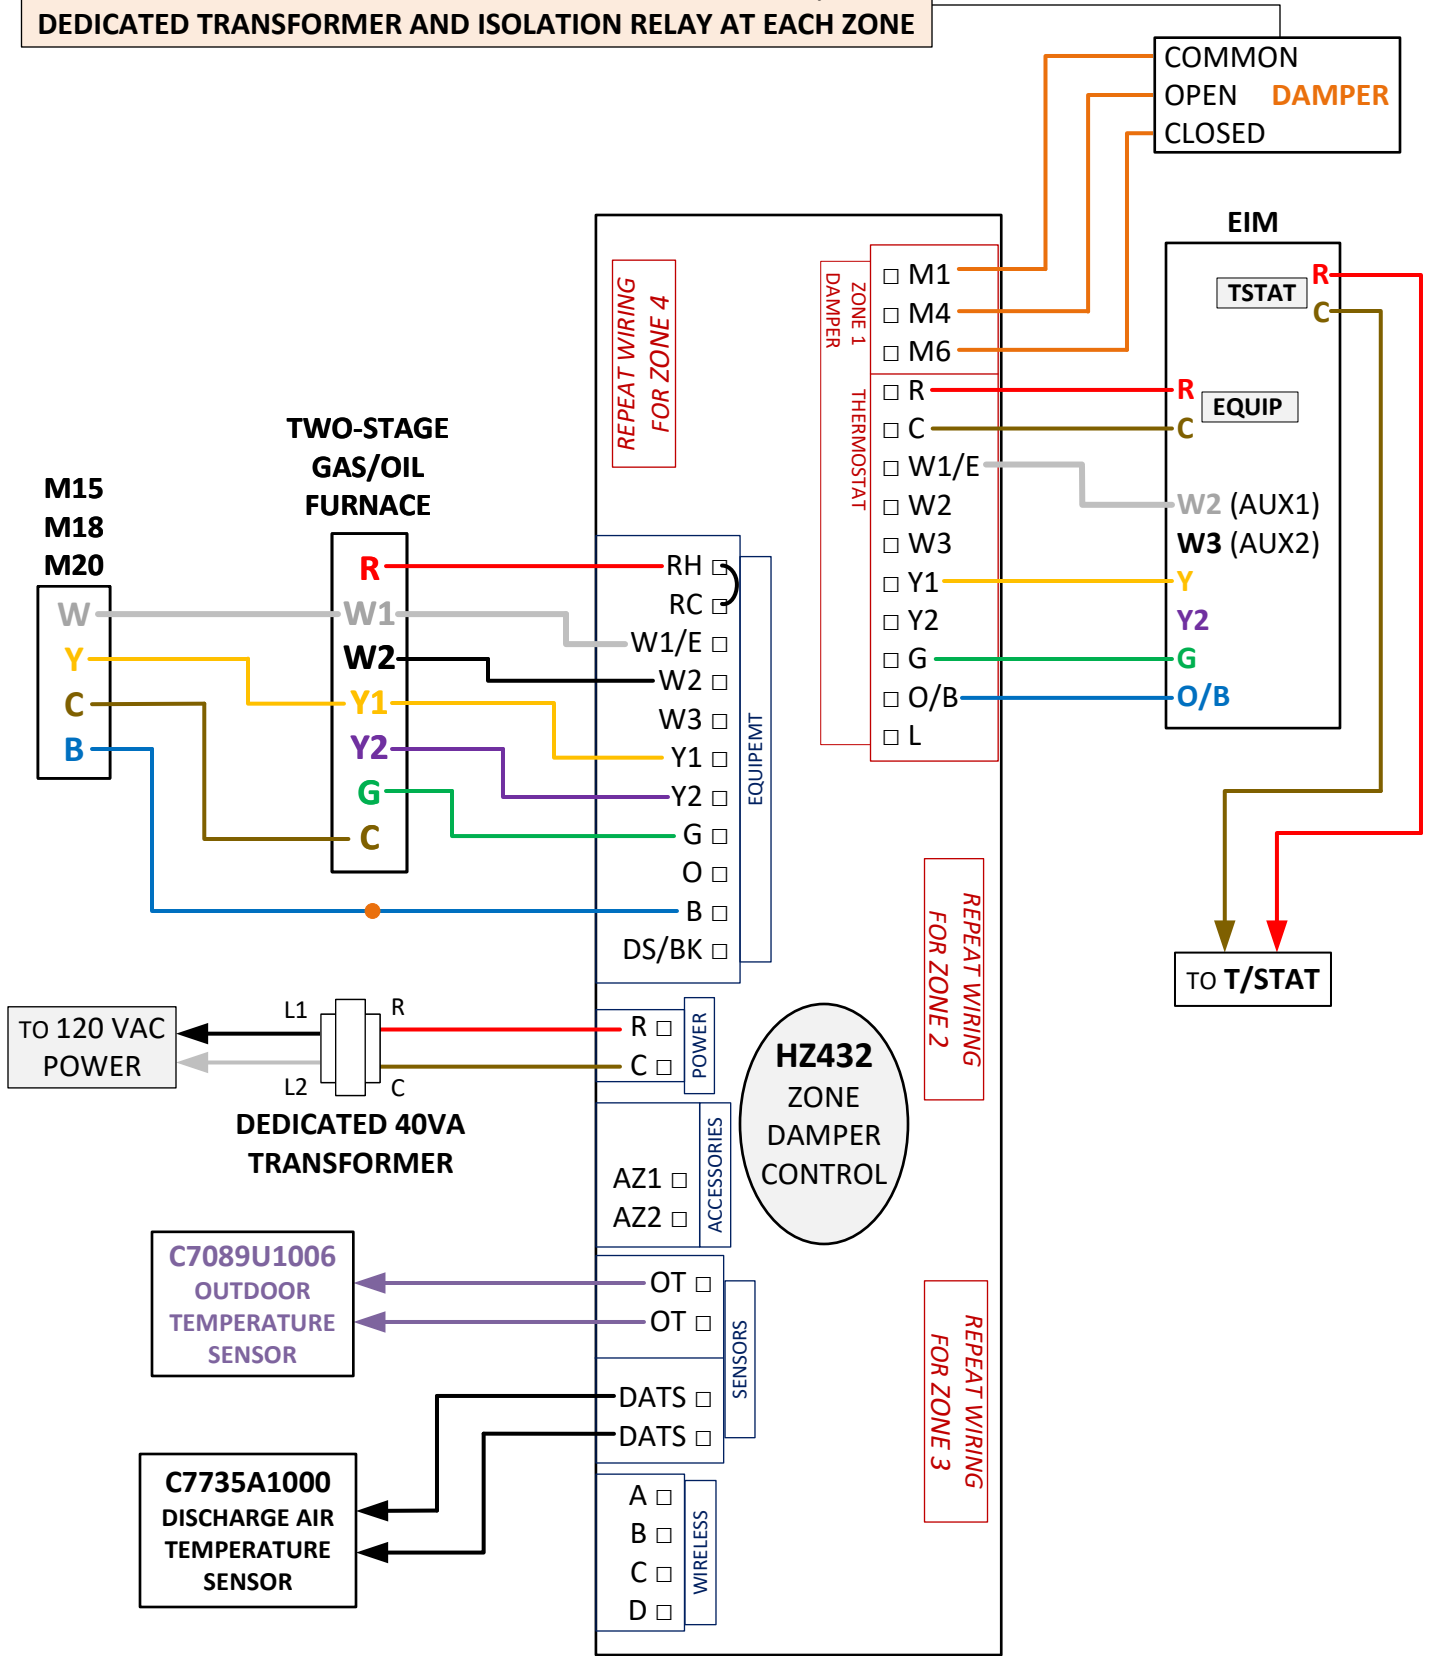 DEDICATED TRANSFORMER AND ISOLATION RELAY AT EACH ZONE
COMMON
OPEN DAMPER
CLOSED
EIM
R
TSTAT
C
R
EQUIP
C
W2 (AUX1)
W3 (AUX2)
Y
Y2
G
O/B
TO T/STAT
REPEAT WIRING
FOR ZONE 4
ZONE 1
DAMPER
THERMOSTAT
M1
M4
M6
R
C
W1/E
W2
W3
Y1
Y2
G
O/B
L
TWO-STAGE
GAS/OIL
FURNACE
R
W1
W2
Y1
Y2
G
C
M15
M18
M20
W
Y
C
B
RH
RC
W1/E
W2
W3
Y1
Y2
G
O
B
DS/BK
EQUIPEMT
REPEAT WIRING
FOR ZONE 2
TO 120 VAC
POWER
L1
R
L2
C
DEDICATED 40VA
TRANSFORMER
R
C
POWER
HZ432
ZONE
DAMPER
CONTROL
AZ1
AZ2
ACCESSORIES
C7089U1006
OUTDOOR
TEMPERATURE
SENSOR
OT
OT
DATS
DATS
SENSORS
REPEAT WIRING
FOR ZONE 3
C7735A1000
DISCHARGE AIR
TEMPERATURE
SENSOR
A
B
C
D
WIRELESS